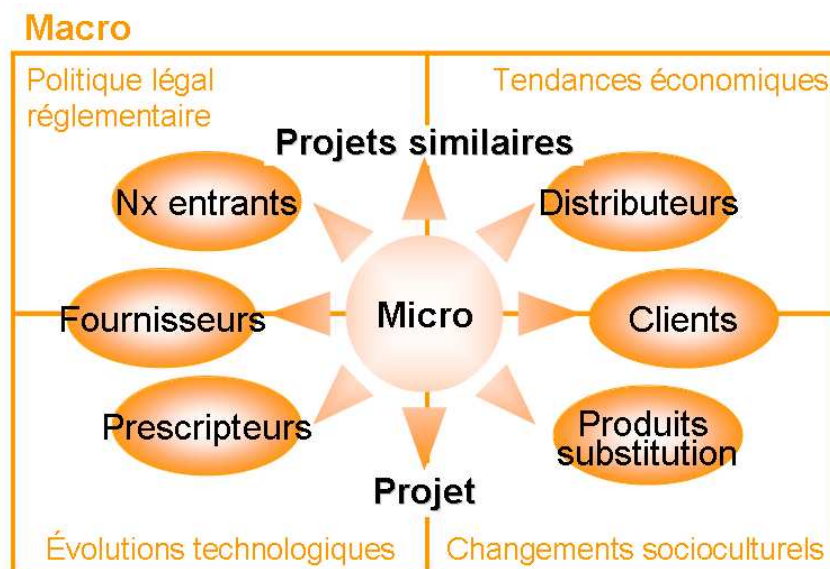 Macro
Politique légal
réglementaire
Tendances économiques
Projets similaires
Nx entrants
Distributeurs
Fournisseurs
Micro
Clients
Prescripteurs
Produits
substitution
Projet
Évolutions technologiques
Changements socioculturels